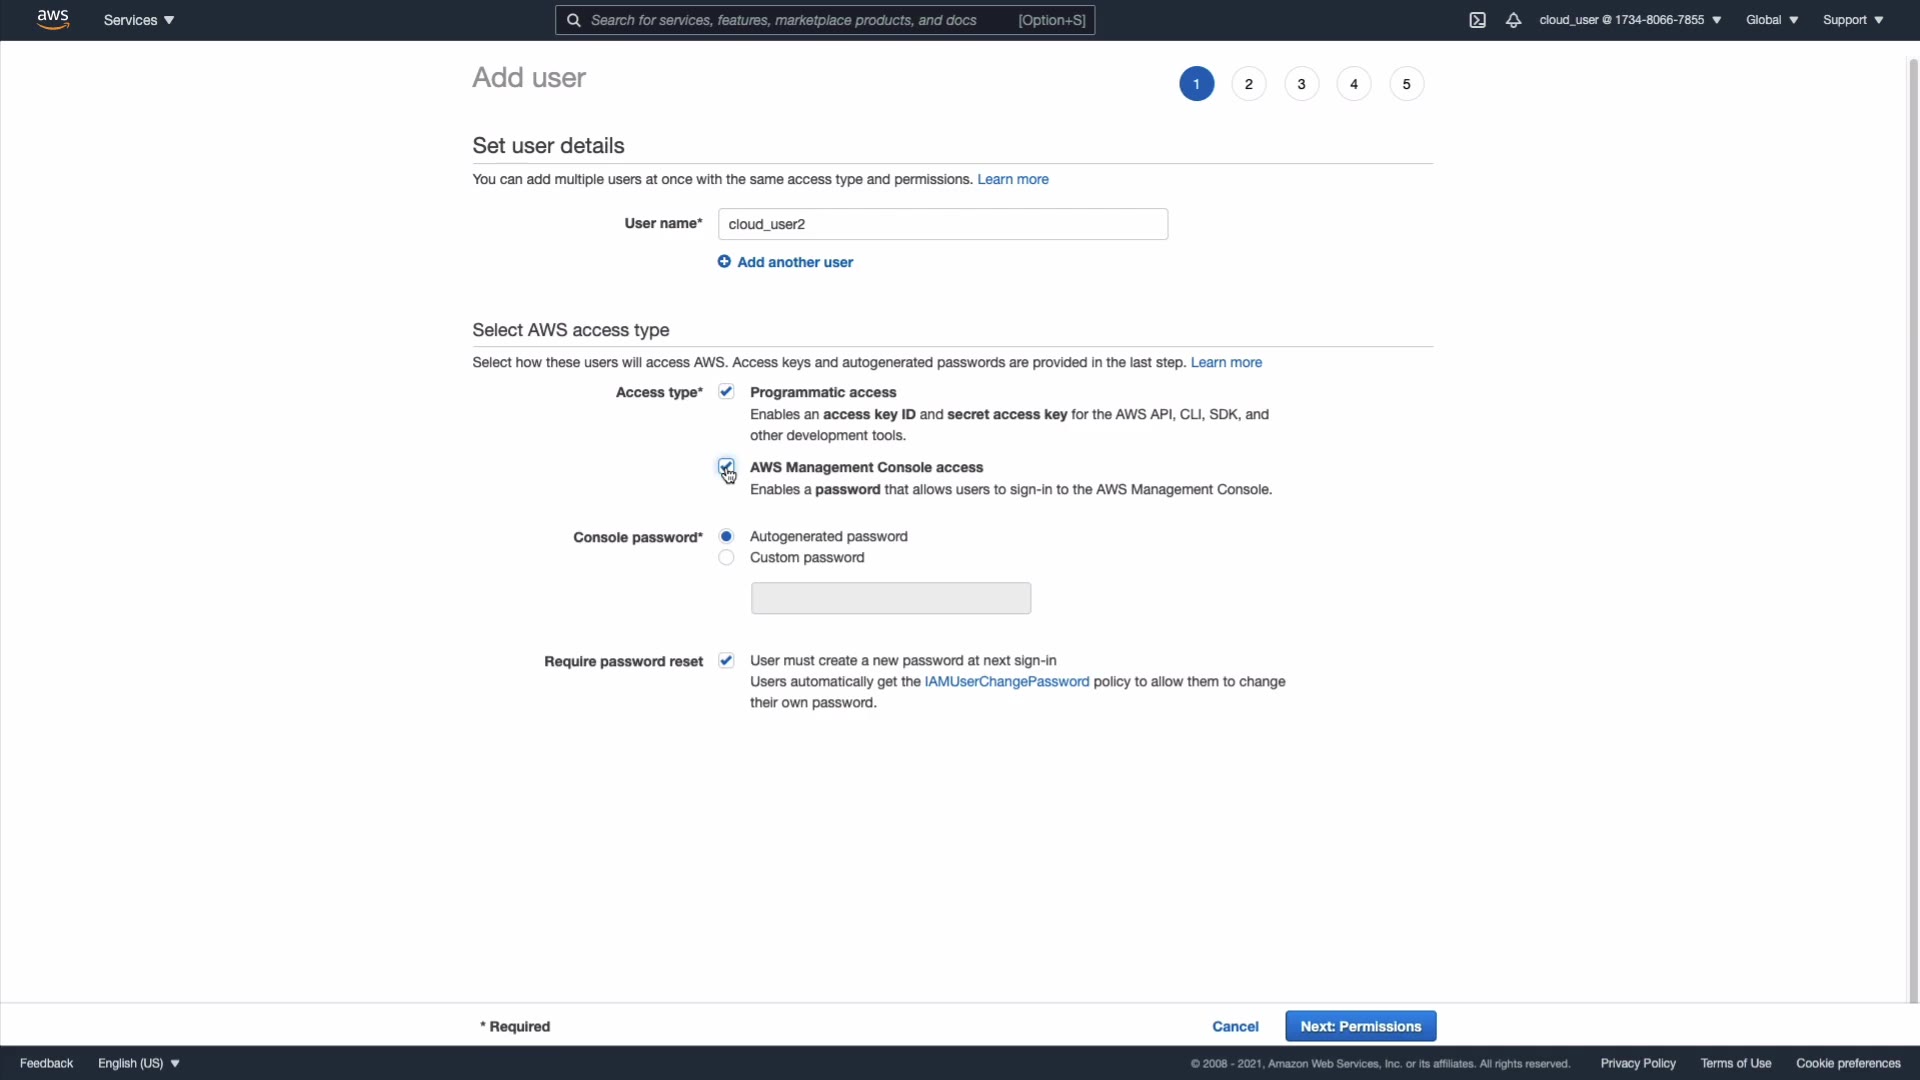 aws Services Search for services, features, marketplace products, and docs [Option+S] cloud_user @ 1734-8066-7855 Global Support
Add user 1 2 3 4 5
Set user details
You can add multiple users at once with the same access type and permissions. Learn more
User name* cloud_user2
Add another user
Select AWS access type
Select how these users will access AWS. Access keys and autogenerated passwords are provided in the last step. Learn more
Access type* Programmatic access
Enables an access key ID and secret access key for the AWS API, CLI, SDK, and
other development tools.
AWS Management Console access
Enables a password that allows users to sign-in to the AWS Management Console.
Console password* Autogenerated password
Custom password
Require password reset User must create a new password at next sign-in
Users automatically get the IAMUserChangePassword policy to allow them to change
their own password.
* Required Cancel Next: Permissions
Feedback English (US) © 2008 - 2021, Amazon Web Services, Inc. or its affiliates. All rights reserved. Privacy Policy Terms of Use Cookie preferences